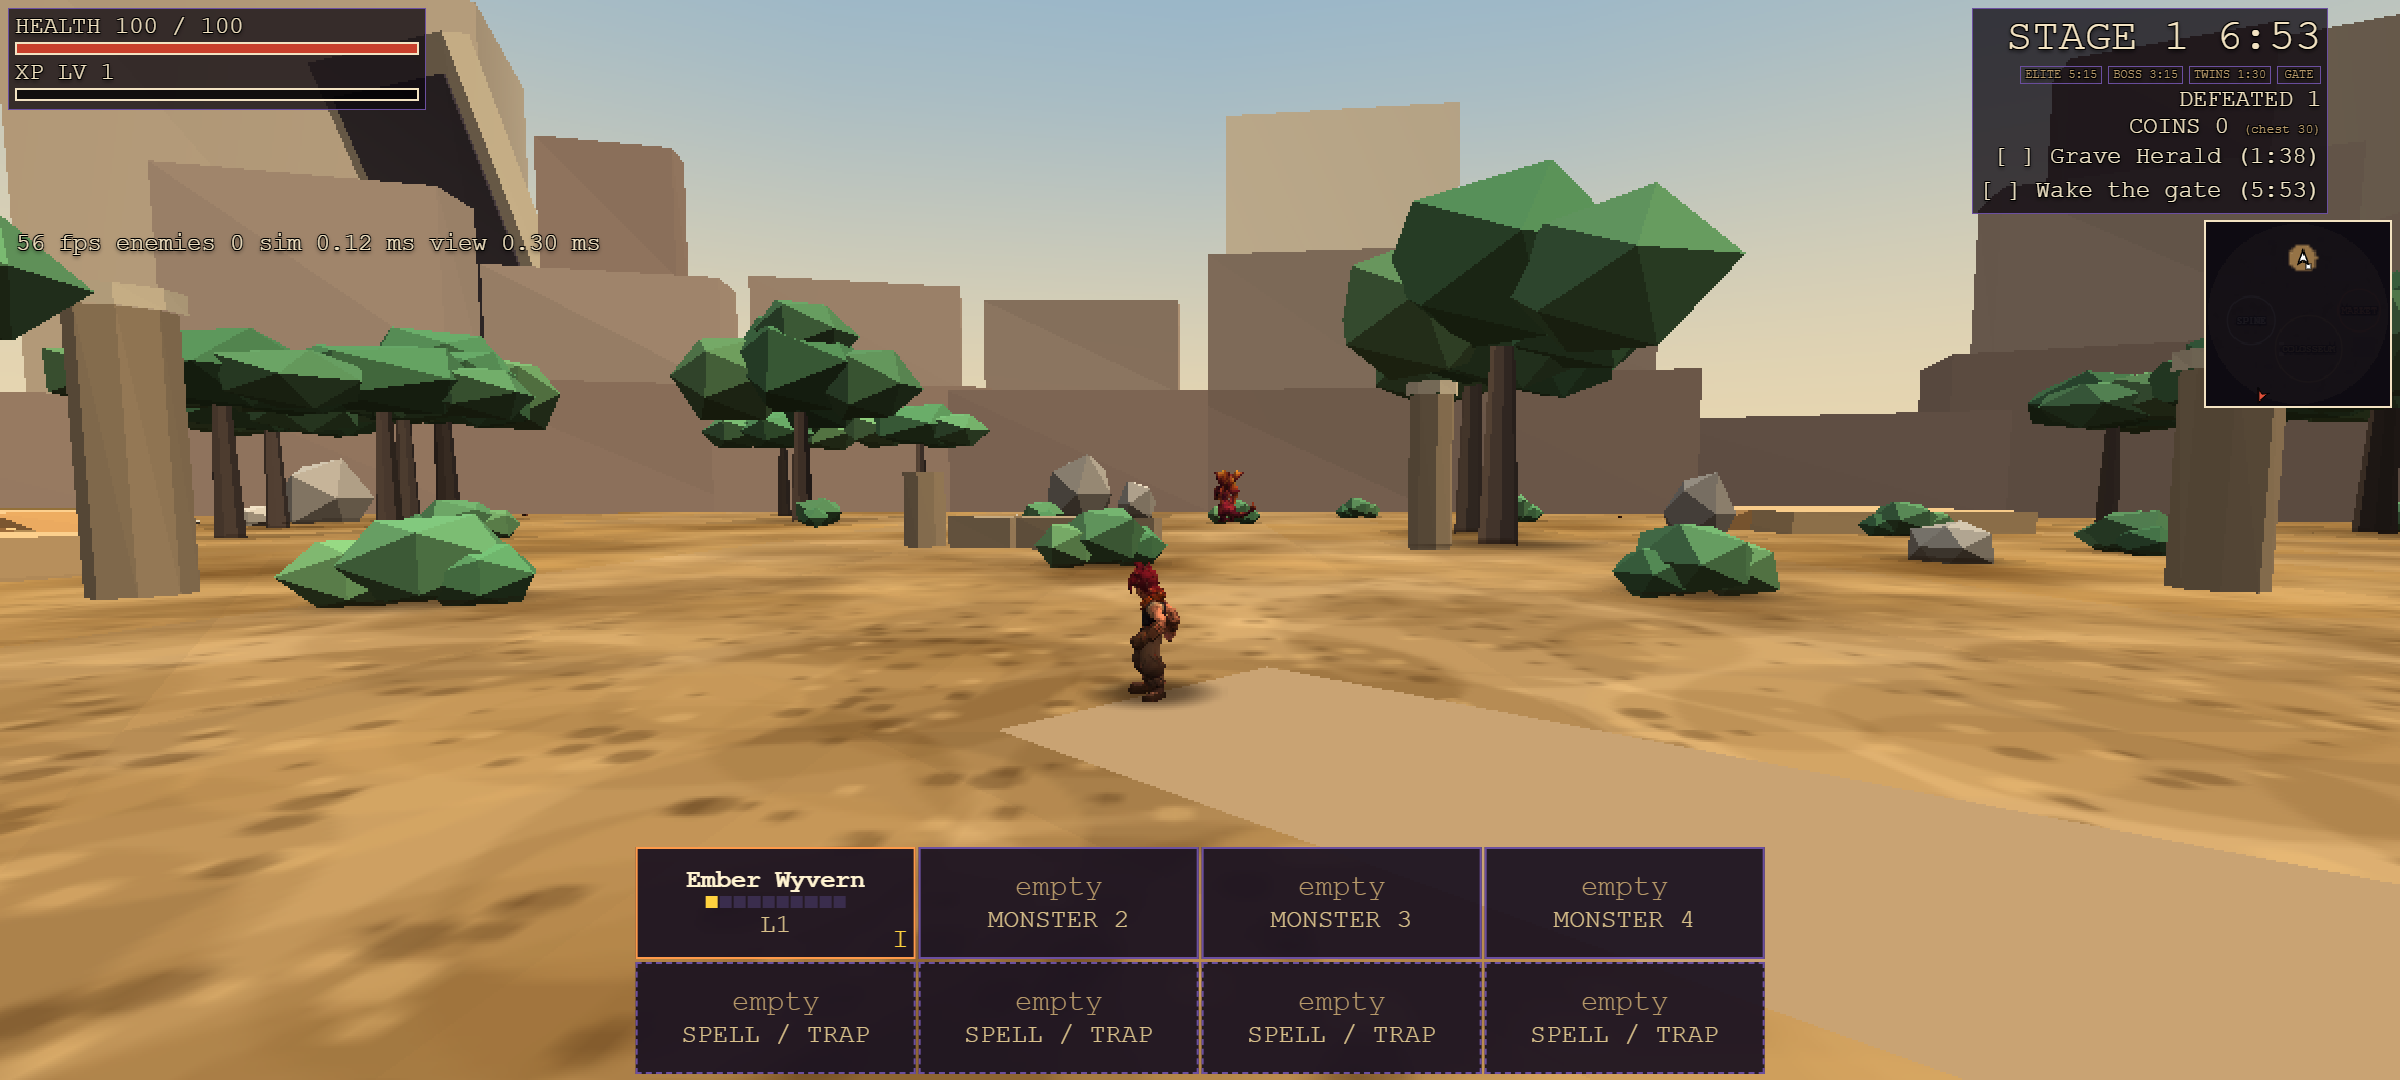 HEALTH 100 / 100
XP LV 1
56 fps enemies 0 sim 0.12 ms view 0.30 ms
STAGE 1 6:53
ELITE 5:15 BOSS 3:15 TWINS 1:30 GATE
DEFEATED 1
COINS 0 (chest 30)
[ ] Grave Herald (1:38)
[ ] Wake the gate (5:53)
Ember Wyvern
L1
I
empty
MONSTER 2
empty
MONSTER 3
empty
MONSTER 4
empty
SPELL / TRAP
empty
SPELL / TRAP
empty
SPELL / TRAP
empty
SPELL / TRAP